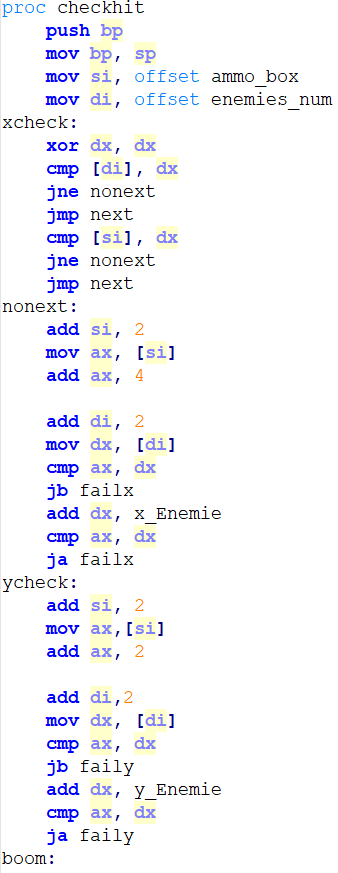 proc checkhit
push bp
mov bp, sp
mov si, offset ammo_box
mov di, offset enemies_num
xcheck:
xor dx, dx
cmp [di], dx
jne nonext
jmp next
cmp [si], dx
jne nonext
jmp next
nonext:
add si, 2
mov ax, [si]
add ax, 4
add di, 2
mov dx, [di]
cmp ax, dx
jb failx
add dx, x_Enemie
cmp ax, dx
ja failx
ycheck:
add si, 2
mov ax,[si]
add ax, 2
add di,2
mov dx, [di]
cmp ax, dx
jb faily
add dx, y_Enemie
cmp ax, dx
ja faily
boom: